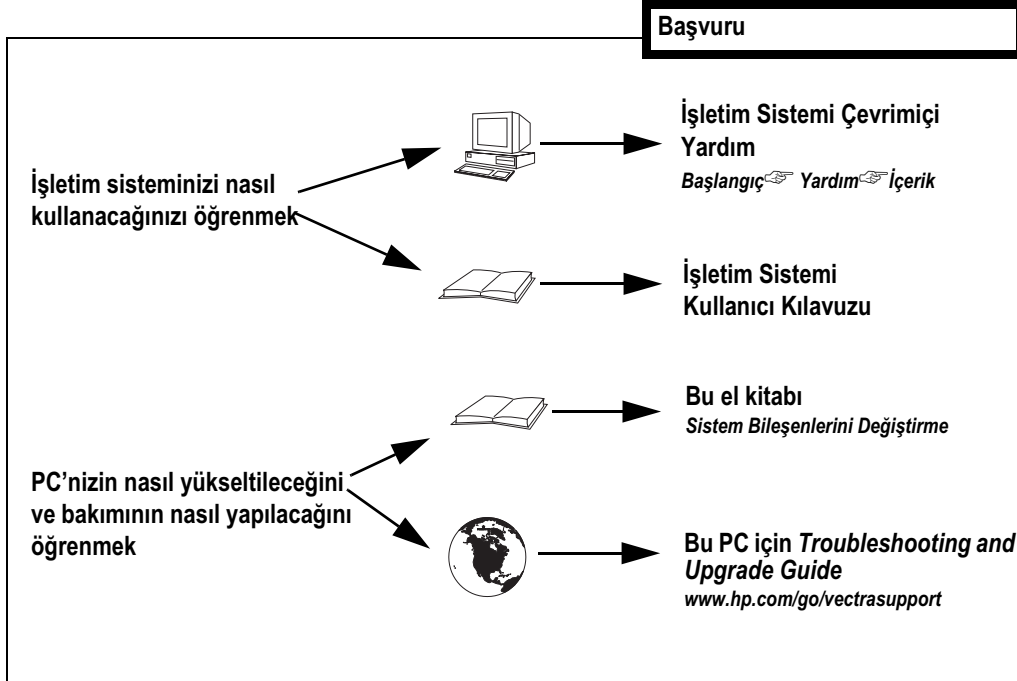 Başvuru
İşletim Sistemi Çevrimiçi
Yardım
Başlangıç☞ Yardım☞ İçerik
İşletim sisteminizi nasıl
kullanacağınızı öğrenmek
İşletim Sistemi
Kullanıcı Kılavuzu
Bu el kitabı
Sistem Bileşenlerini Değiştirme
PC’nizin nasıl yükseltileceğini
ve bakımının nasıl yapılacağını
öğrenmek
Bu PC için Troubleshooting and
Upgrade Guide
www.hp.com/go/vectrasupport